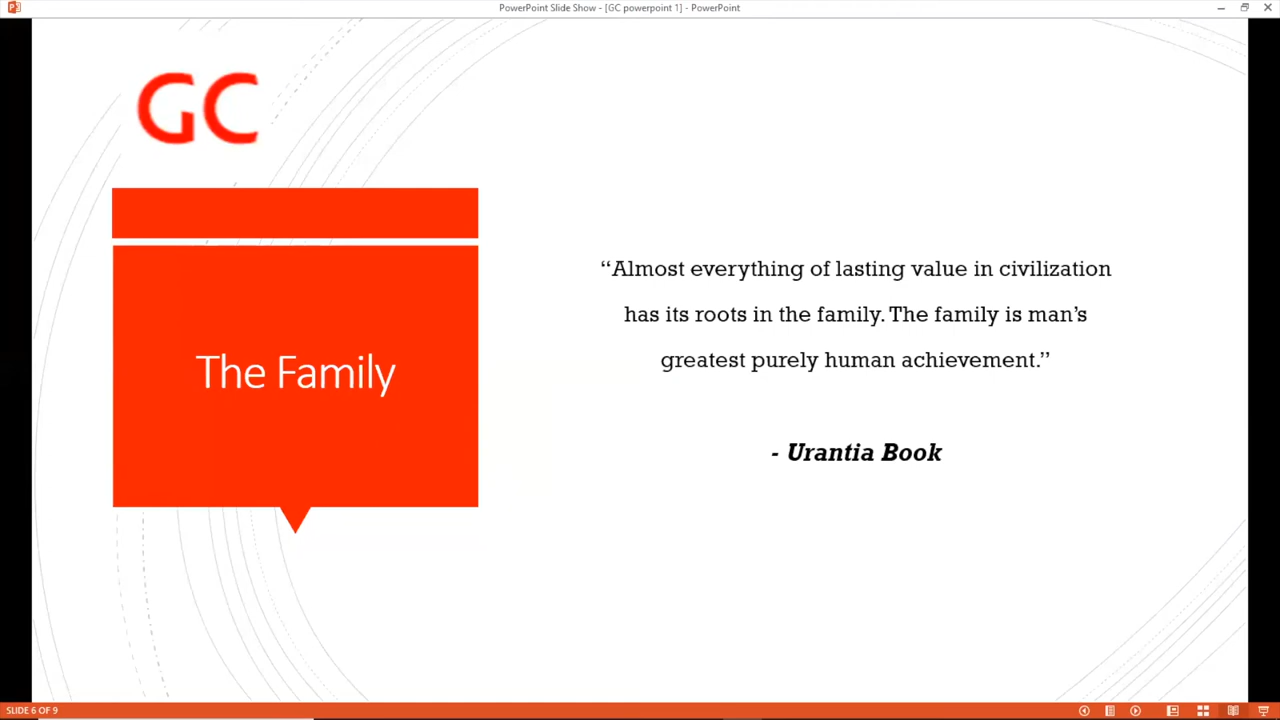 PowerPoint Slide Show - [GC powerpoint 1] - PowerPoint
GC
The Family
“Almost everything of lasting value in civilization
has its roots in the family. The family is man’s
greatest purely human achievement.”
- Urantia Book
SLIDE 6 OF 9